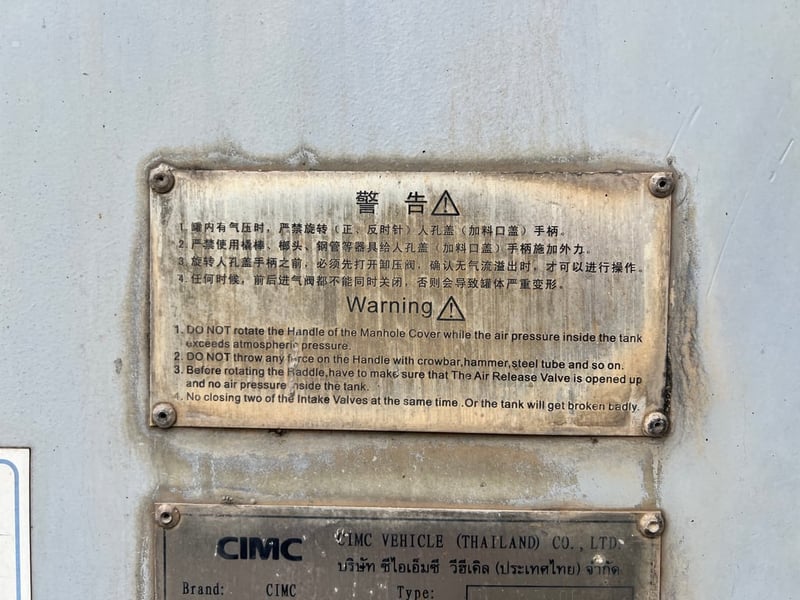 警 告
1. 罐内有气压时，严禁旋转（正、反时针）人孔盖（加料口盖）手柄。
2. 严禁使用橇棒、榔头、钢管等器具给人孔盖（加料口盖）手柄施加外力。
3. 旋转人孔盖手柄之前，必须先打开卸压阀，确认无气流溢出时，才可以进行操作。
4. 任何时候，前后进气阀都不能同时关闭，否则会导致罐体严重变形。
Warning
1. DO NOT rotate the Handle of the Manhole Cover while the air pressure inside the tank
exceeds atmospheric pressure.
2. DO NOT throw any force on the Handle with crowbar,hammer,steel tube and so on.
3. Before rotating the Haddle,have to make sure that The Air Release Valve is opened up
and no air pressure inside the tank.
4. No closing two of the Intake Valves at the same time .Or the tank will get broken badly.
CIMC CIMC VEHICLE (THAILAND) CO., LTD.
บริษัท ซีไอเอ็มซี วีฮีเคิล (ประเทศไทย) จำกัด
Brand: CIMC Type: